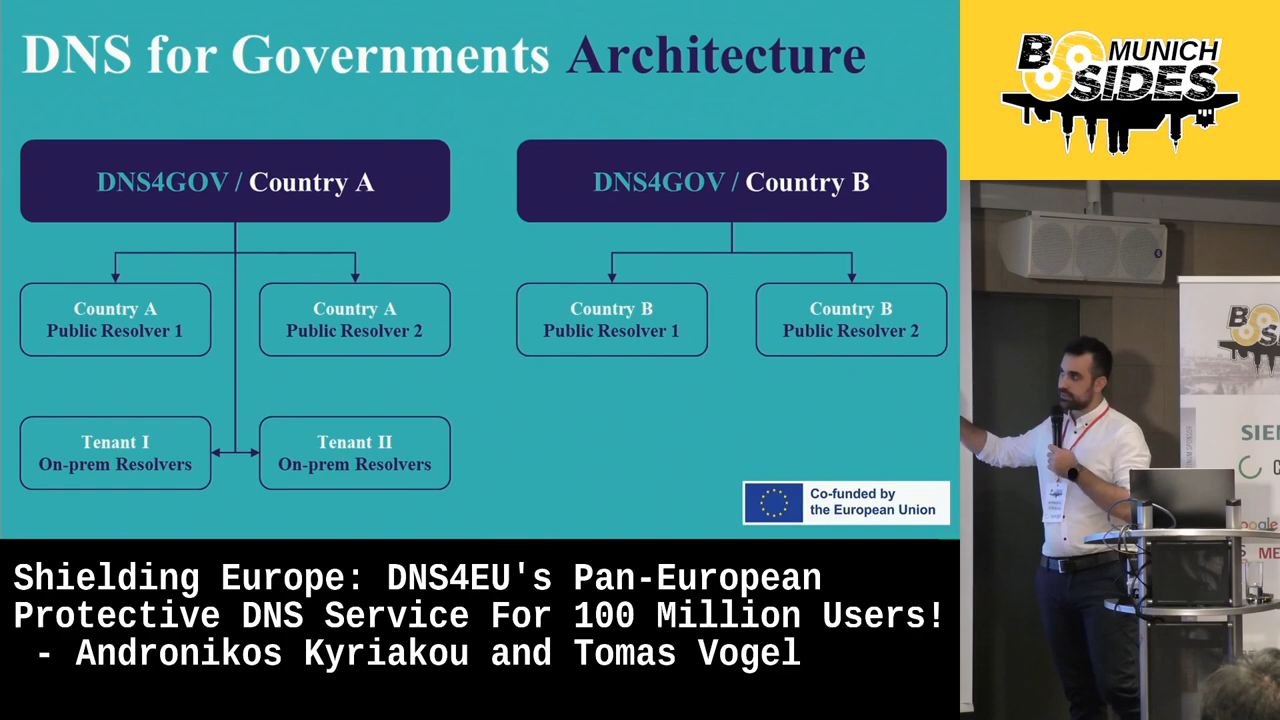 DNS for Governments Architecture
DNS4GOV / Country A
DNS4GOV / Country B
Country A
Public Resolver 1
Country A
Public Resolver 2
Country B
Public Resolver 1
Country B
Public Resolver 2
Tenant I
On-prem Resolvers
Tenant II
On-prem Resolvers
Co-funded by
the European Union
Shielding Europe: DNS4EU's Pan-European
Protective DNS Service For 100 Million Users!
- Andronikos Kyriakou and Tomas Vogel
BSIDES MUNICH